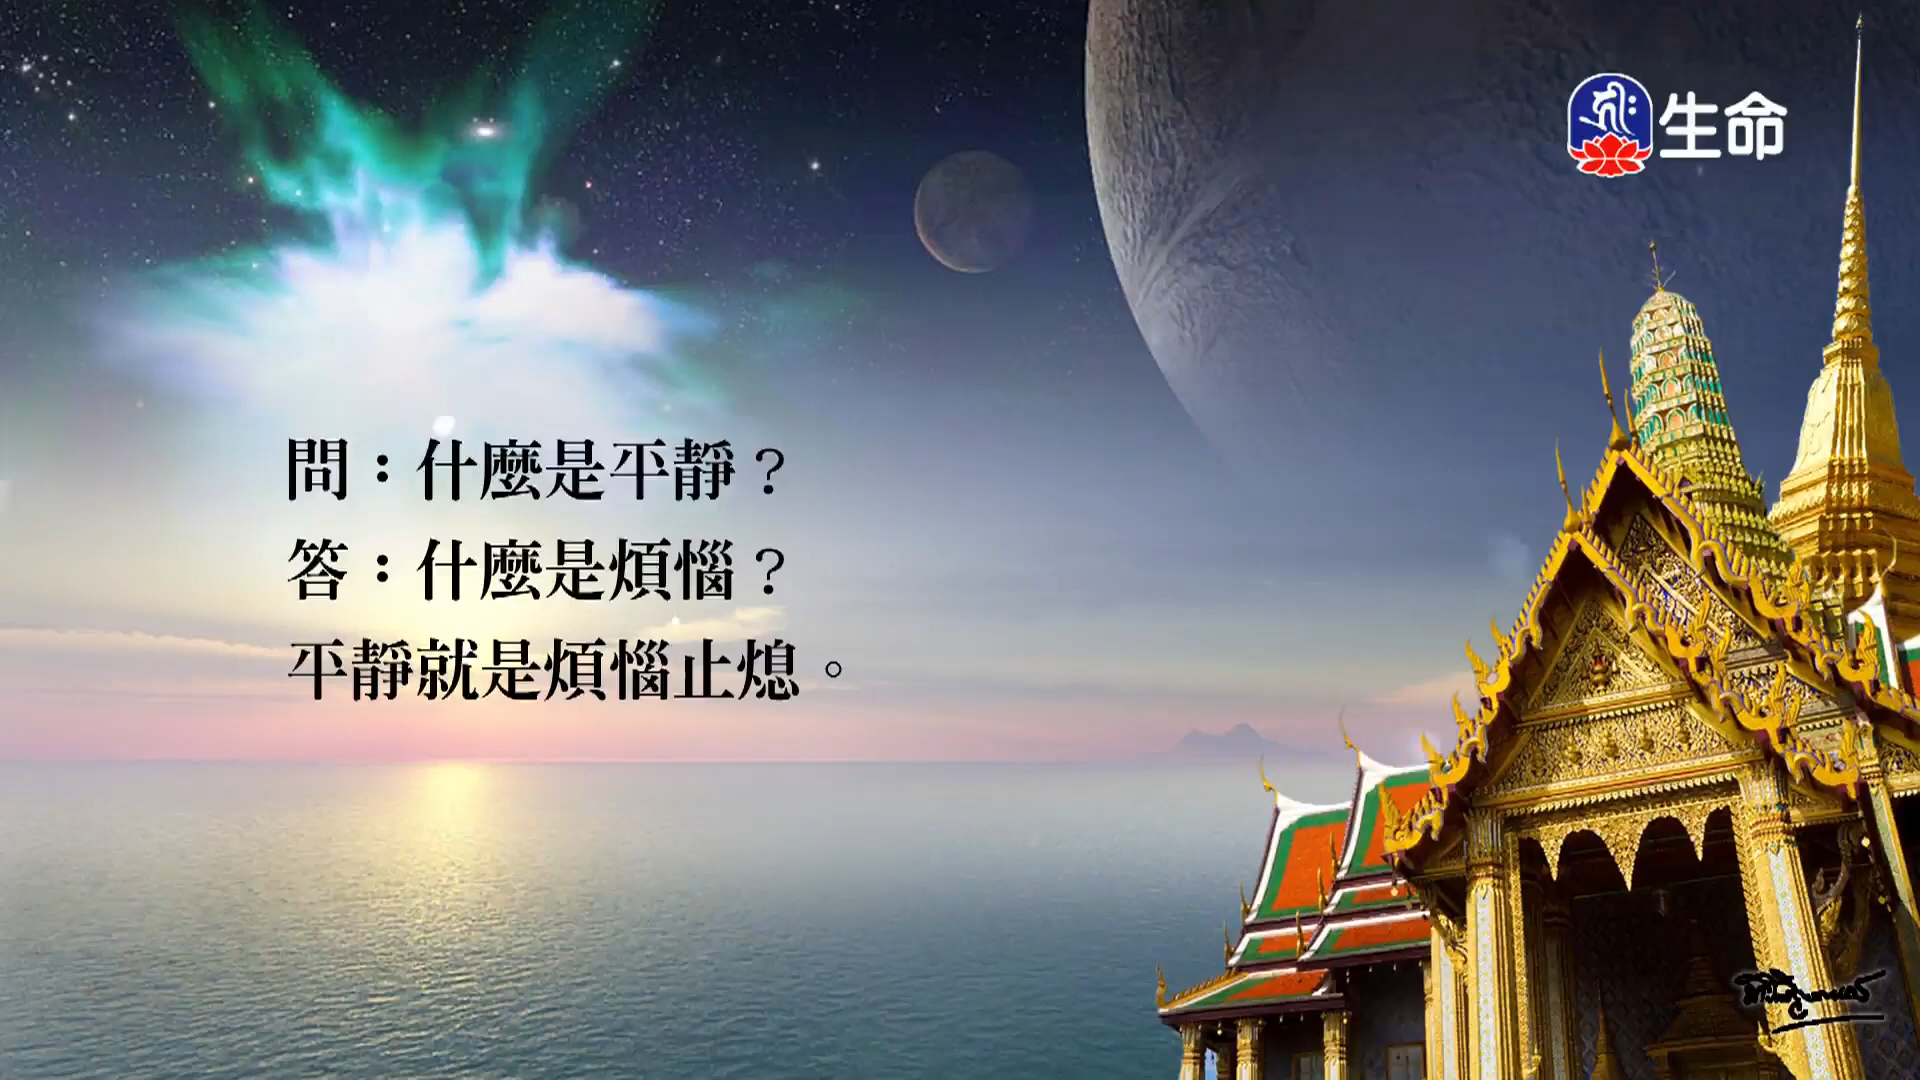 生命
問：什麼是平靜？
答：什麼是煩惱？
平靜就是煩惱止熄。